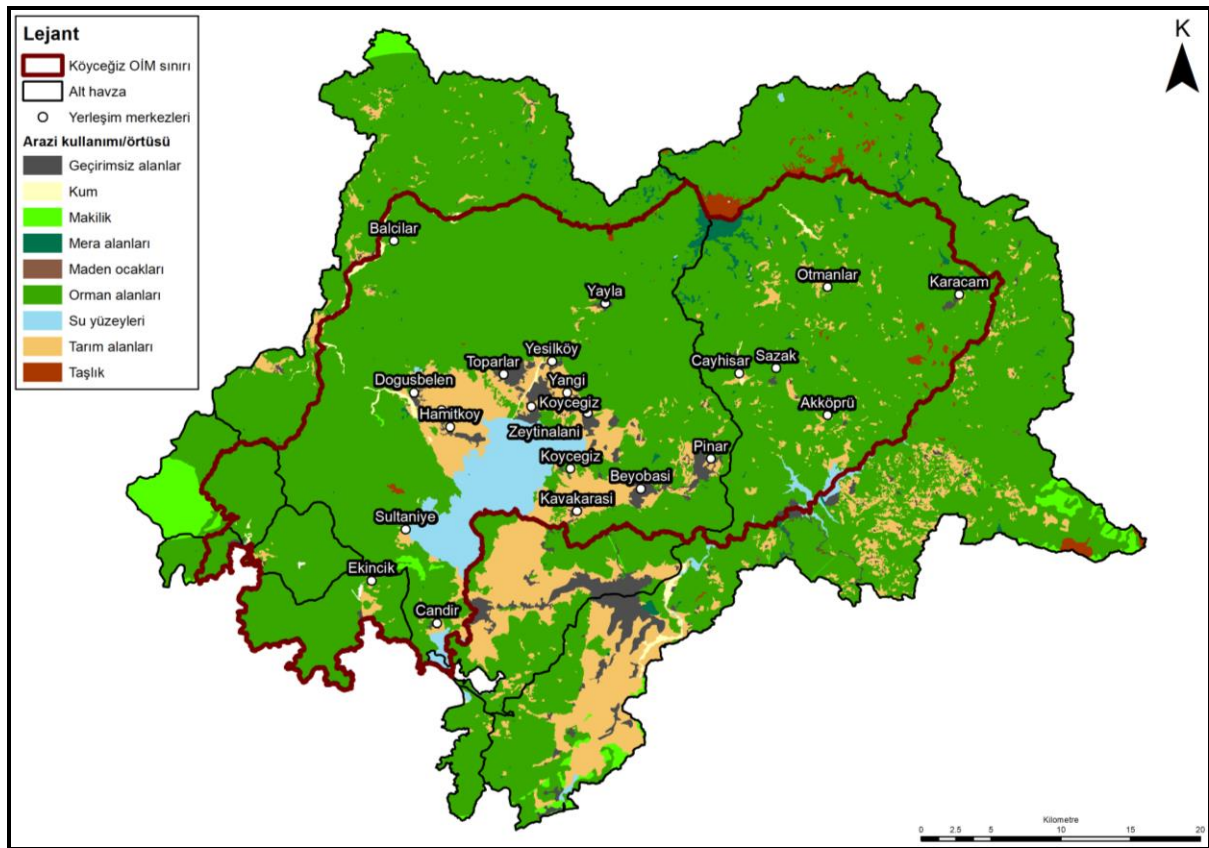 Lejant
Köyceğiz OİM sınırı
Alt havza
Yerleşim merkezleri
Arazi kullanımı/örtüsü
Geçirimsiz alanlar
Kum
Makilik
Mera alanları
Maden ocakları
Orman alanları
Su yüzeyleri
Tarım alanları
Taşlık
K
Balcilar
Otmanlar
Karacam
Yayla
Yesilköy
Toparlar
Cayhisar
Sazak
Dogusbelen
Yangi
Hamitkoy
Koycegiz
Akköprü
Zeytinalani
Koycegiz
Pinar
Beyobasi
Kavakarasi
Sultaniye
Ekincik
Candir
Kilometre
0 2.5 5 10 15 20